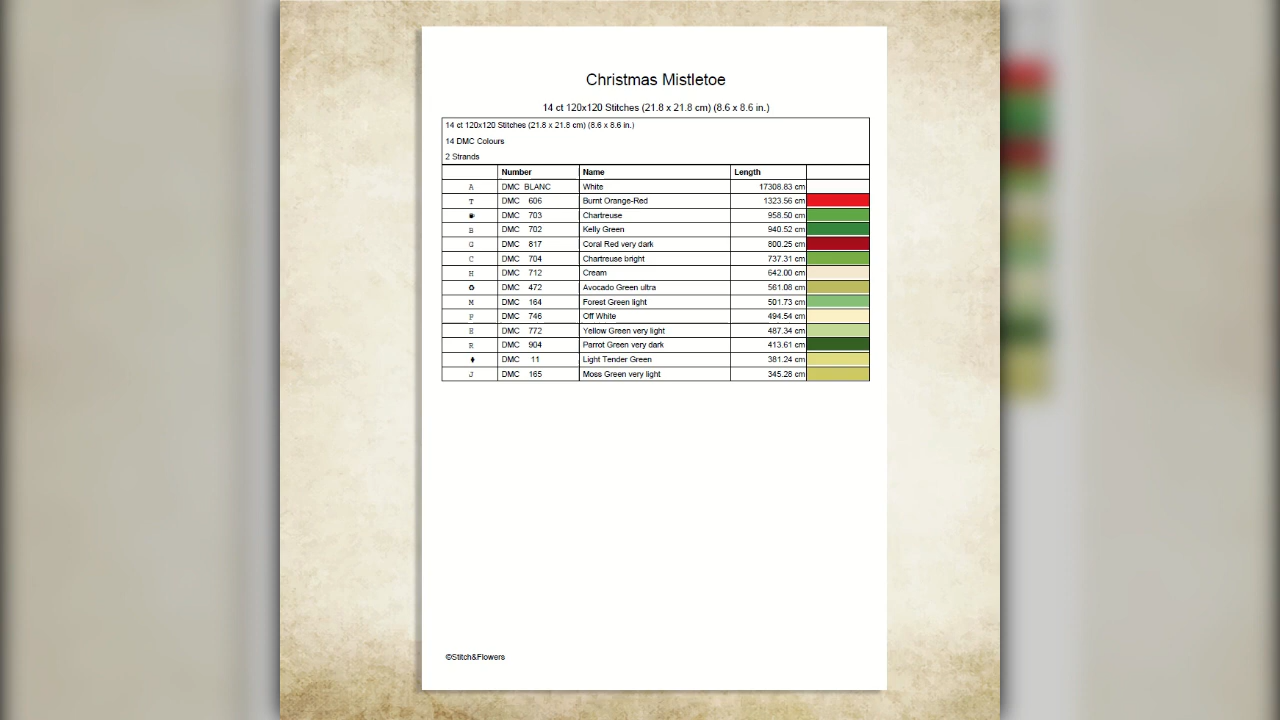 Christmas Mistletoe
14 ct 120x120 Stitches (21.8 x 21.8 cm) (8.6 x 8.6 in.)
14 ct 120x120 Stitches (21.8 x 21.8 cm) (8.6 x 8.6 in.)
14 DMC Colours
2 Strands
Number Name Length
A DMC BLANC White 17308.83 cm
T DMC 606 Burnt Orange-Red 1323.56 cm
DMC 703 Chartreuse 958.50 cm
B DMC 702 Kelly Green 940.52 cm
G DMC 817 Coral Red very dark 800.25 cm
C DMC 704 Chartreuse bright 737.31 cm
H DMC 712 Cream 642.00 cm
DMC 472 Avocado Green ultra 561.08 cm
M DMC 164 Forest Green light 501.73 cm
DMC 746 Off White 494.54 cm
DMC 772 Yellow Green very light 487.34 cm
R DMC 904 Parrot Green very dark 413.61 cm
♦ DMC 11 Light Tender Green 381.24 cm
J DMC 165 Moss Green very light 345.28 cm
©Stitch&Flowers